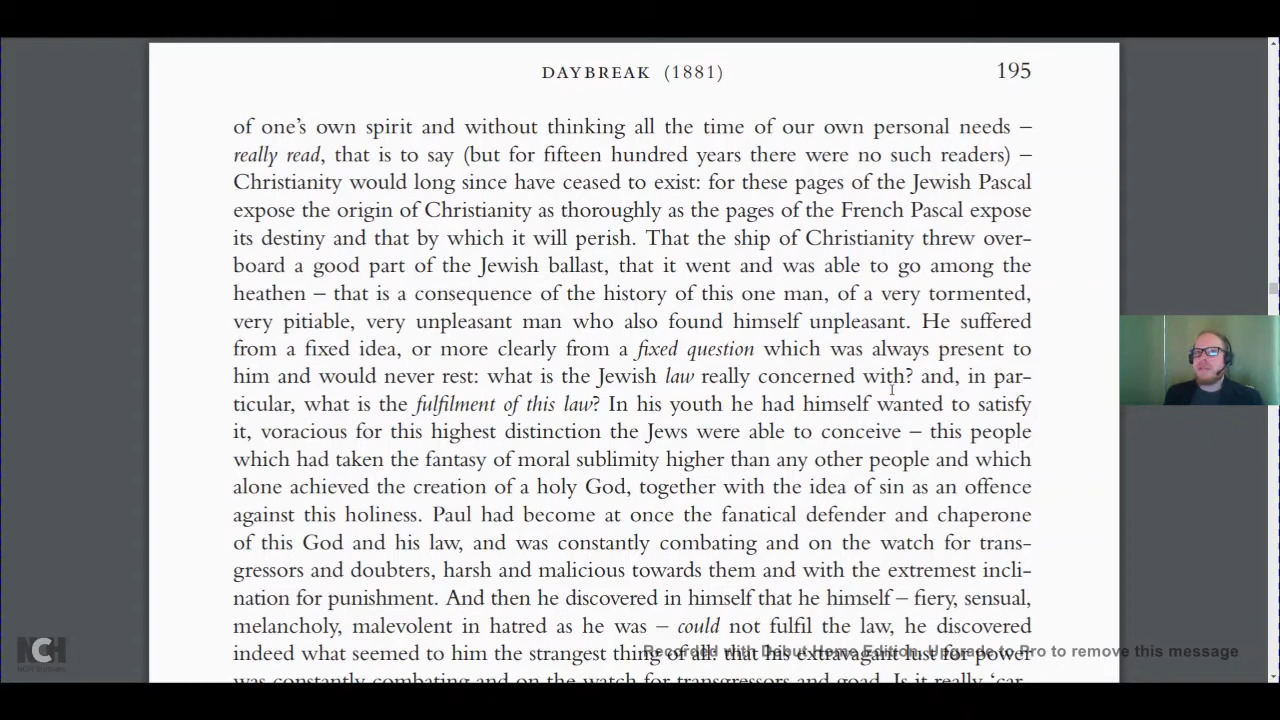 DAYBREAK (1881) 195
of one's own spirit and without thinking all the time of our own personal needs –
really read, that is to say (but for fifteen hundred years there were no such readers) –
Christianity would long since have ceased to exist: for these pages of the Jewish Pascal
expose the origin of Christianity as thoroughly as the pages of the French Pascal expose
its destiny and that by which it will perish. That the ship of Christianity threw over-
board a good part of the Jewish ballast, that it went and was able to go among the
heathen – that is a consequence of the history of this one man, of a very tormented,
very pitiable, very unpleasant man who also found himself unpleasant. He suffered
from a fixed idea, or more clearly from a fixed question which was always present to
him and would never rest: what is the Jewish law really concerned with? and, in par-
ticular, what is the fulfilment of this law? In his youth he had himself wanted to satisfy
it, voracious for this highest distinction the Jews were able to conceive – this people
which had taken the fantasy of moral sublimity higher than any other people and which
alone achieved the creation of a holy God, together with the idea of sin as an offence
against this holiness. Paul had become at once the fanatical defender and chaperone
of this God and his law, and was constantly combating and on the watch for trans-
gressors and doubters, harsh and malicious towards them and with the extremest incli-
nation for punishment. And then he discovered in himself that he himself – fiery, sensual,
melancholy, malevolent in hatred as he was – could not fulfil the law, he discovered
indeed what seemed to him the strangest thing of all: his extravagant lust for power
Recorded with Debut Home Edition. Upgrade to Pro to remove this message
was constantly combating and on the watch for transgressors and goad. Is it really 'car-
NCH